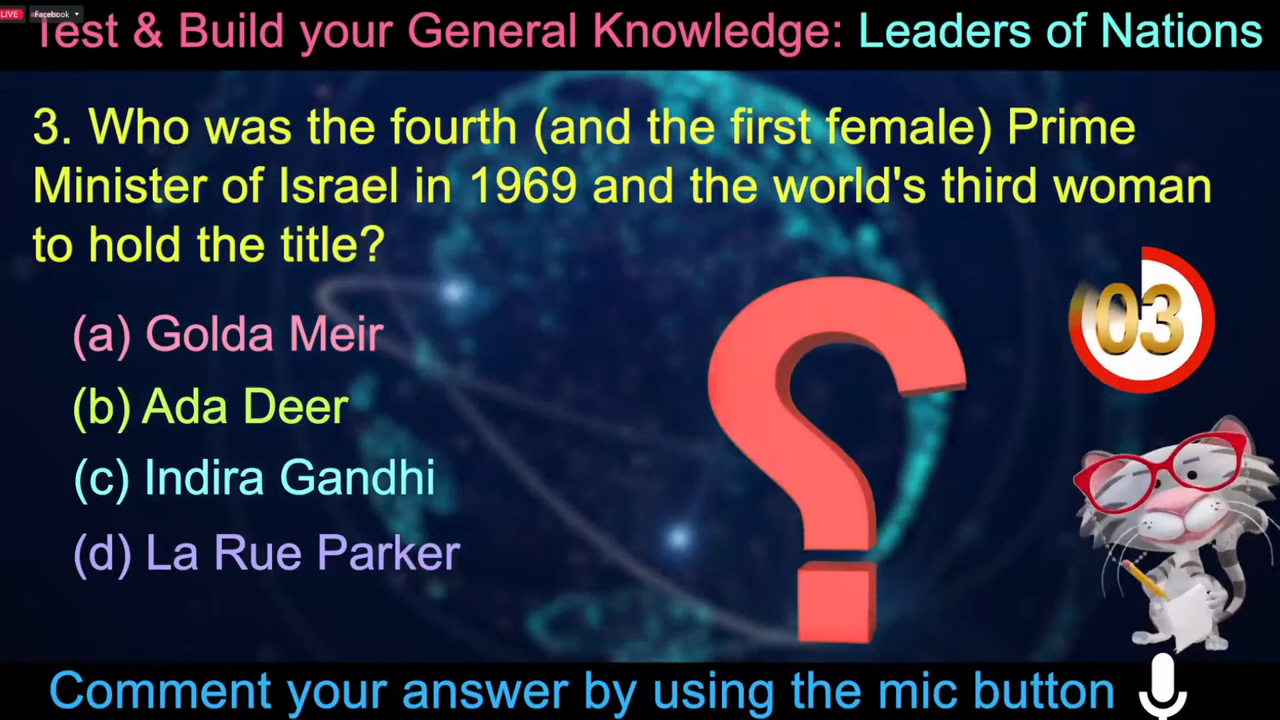 LIVE Facebook
Test & Build your General Knowledge: Leaders of Nations
3. Who was the fourth (and the first female) Prime
Minister of Israel in 1969 and the world's third woman
to hold the title?
(a) Golda Meir
(b) Ada Deer
(c) Indira Gandhi
(d) La Rue Parker
?
03
Comment your answer by using the mic button